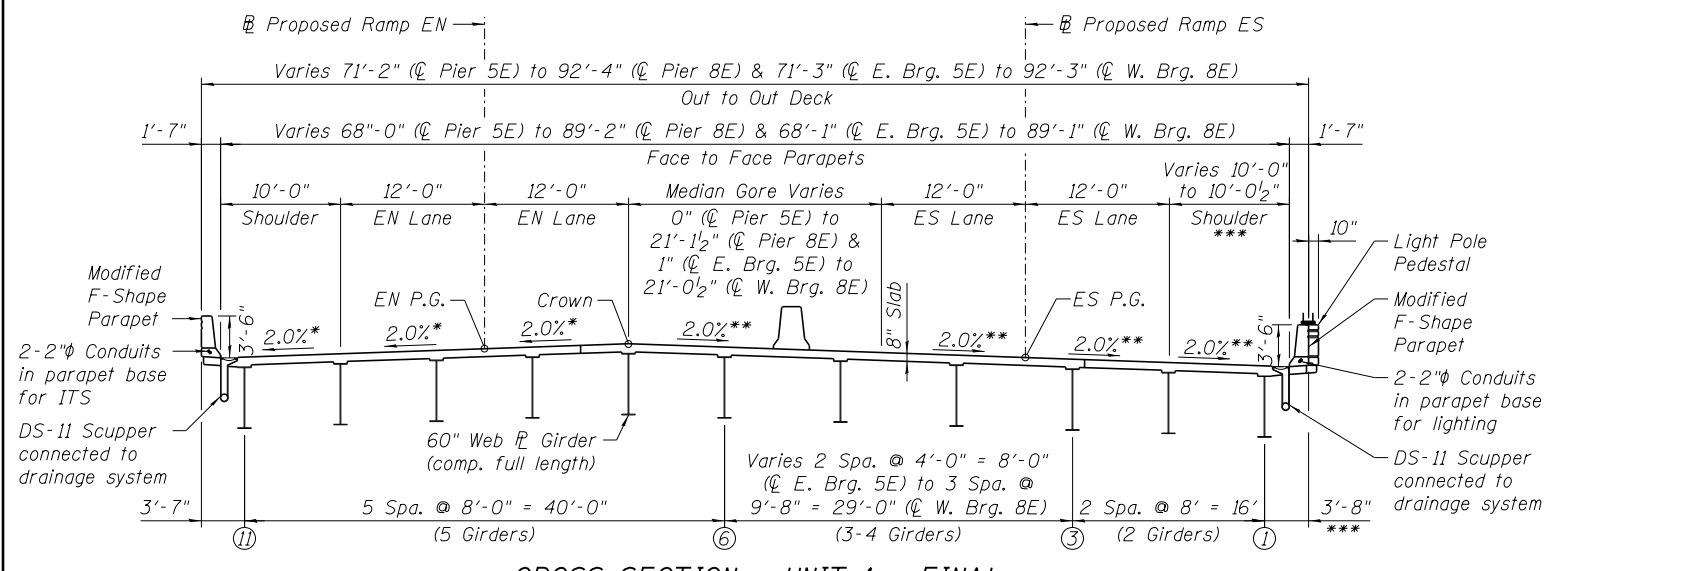 ⅊ Proposed Ramp EN
⅊ Proposed Ramp ES
Varies 71'-2" (℄ Pier 5E) to 92'-4" (℄ Pier 8E) & 71'-3" (℄ E. Brg. 5E) to 92'-3" (℄ W. Brg. 8E)
Out to Out Deck
1'-7"
Varies 68"-0" (℄ Pier 5E) to 89'-2" (℄ Pier 8E) & 68'-1" (℄ E. Brg. 5E) to 89'-1" (℄ W. Brg. 8E)
1'-7"
Face to Face Parapets
10'-0"
Shoulder
12'-0"
EN Lane
12'-0"
EN Lane
Median Gore Varies
0" (℄ Pier 5E) to
21'-1½" (℄ Pier 8E) &
1" (℄ E. Brg. 5E) to
21'-0½" (℄ W. Brg. 8E)
12'-0"
ES Lane
12'-0"
ES Lane
Varies 10'-0"
to 10'-0½"
Shoulder
***
10"
Light Pole
Pedestal
Modified
F-Shape
Parapet
3'-6"
EN P.G.
Crown
8" Slab
ES P.G.
3'-6"
Modified
F-Shape
Parapet
2.0%*
2.0%*
2.0%*
2.0%**
2.0%**
2.0%**
2.0%**
2-2"ϕ Conduits
in parapet base
for ITS
2-2"ϕ Conduits
in parapet base
for lighting
DS-11 Scupper
connected to
drainage system
60" Web ⅊ Girder
(comp. full length)
DS-11 Scupper
connected to
drainage system
3'-7"
5 Spa. @ 8'-0" = 40'-0"
(5 Girders)
Varies 2 Spa. @ 4'-0" = 8'-0"
(℄ E. Brg. 5E) to 3 Spa. @
9'-8" = 29'-0" (℄ W. Brg. 8E)
(3-4 Girders)
2 Spa. @ 8' = 16'
(2 Girders)
3'-8"
***
11
6
3
1
CROSS SECTION - UNIT 4 - FINAL